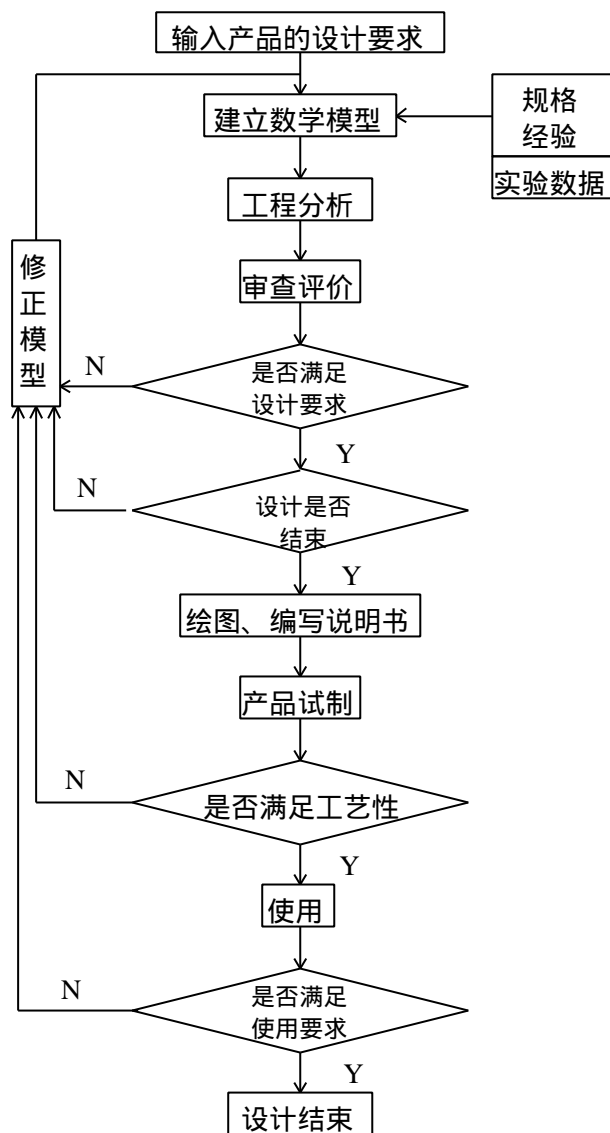 输入产品的设计要求
建立数学模型
规格
经验
实验数据
工程分析
审查评价
修
正
模
型
N
是否满足
设计要求
Y
N
设计是否
结束
Y
绘图、编写说明书
产品试制
N
是否满足工艺性
Y
使用
N
是否满足
使用要求
Y
设计结束